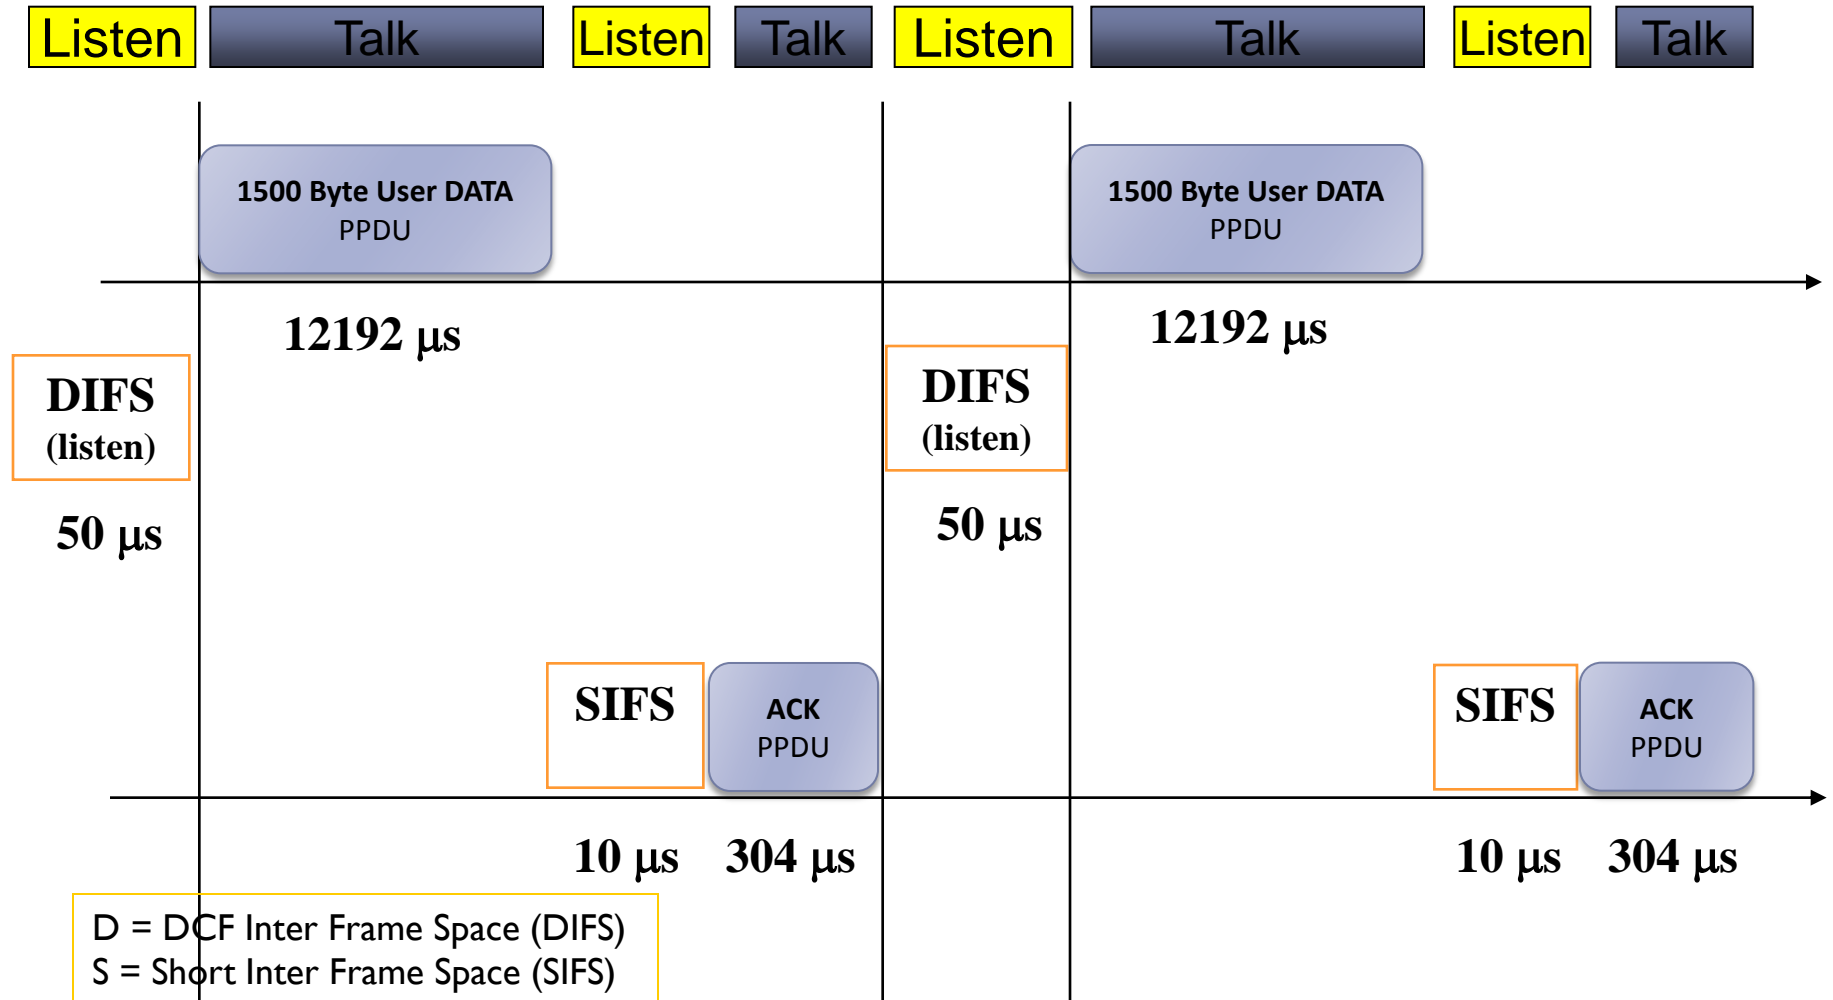 Listen Talk Listen Talk Listen Talk Listen Talk
1500 Byte User DATA
PPDU
1500 Byte User DATA
PPDU
12192 μs
12192 μs
DIFS
(listen)
DIFS
(listen)
50 μs
50 μs
SIFS
ACK
PPDU
SIFS
ACK
PPDU
10 μs 304 μs
10 μs 304 μs
D = DCF Inter Frame Space (DIFS)
S = Short Inter Frame Space (SIFS)